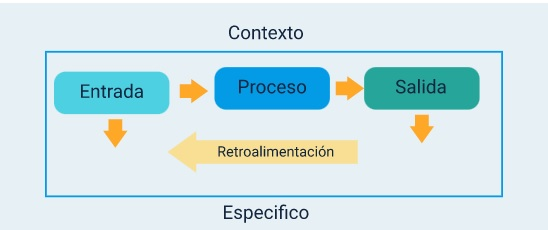 Contexto
Entrada
Proceso
Salida
Retroalimentación
Especifico